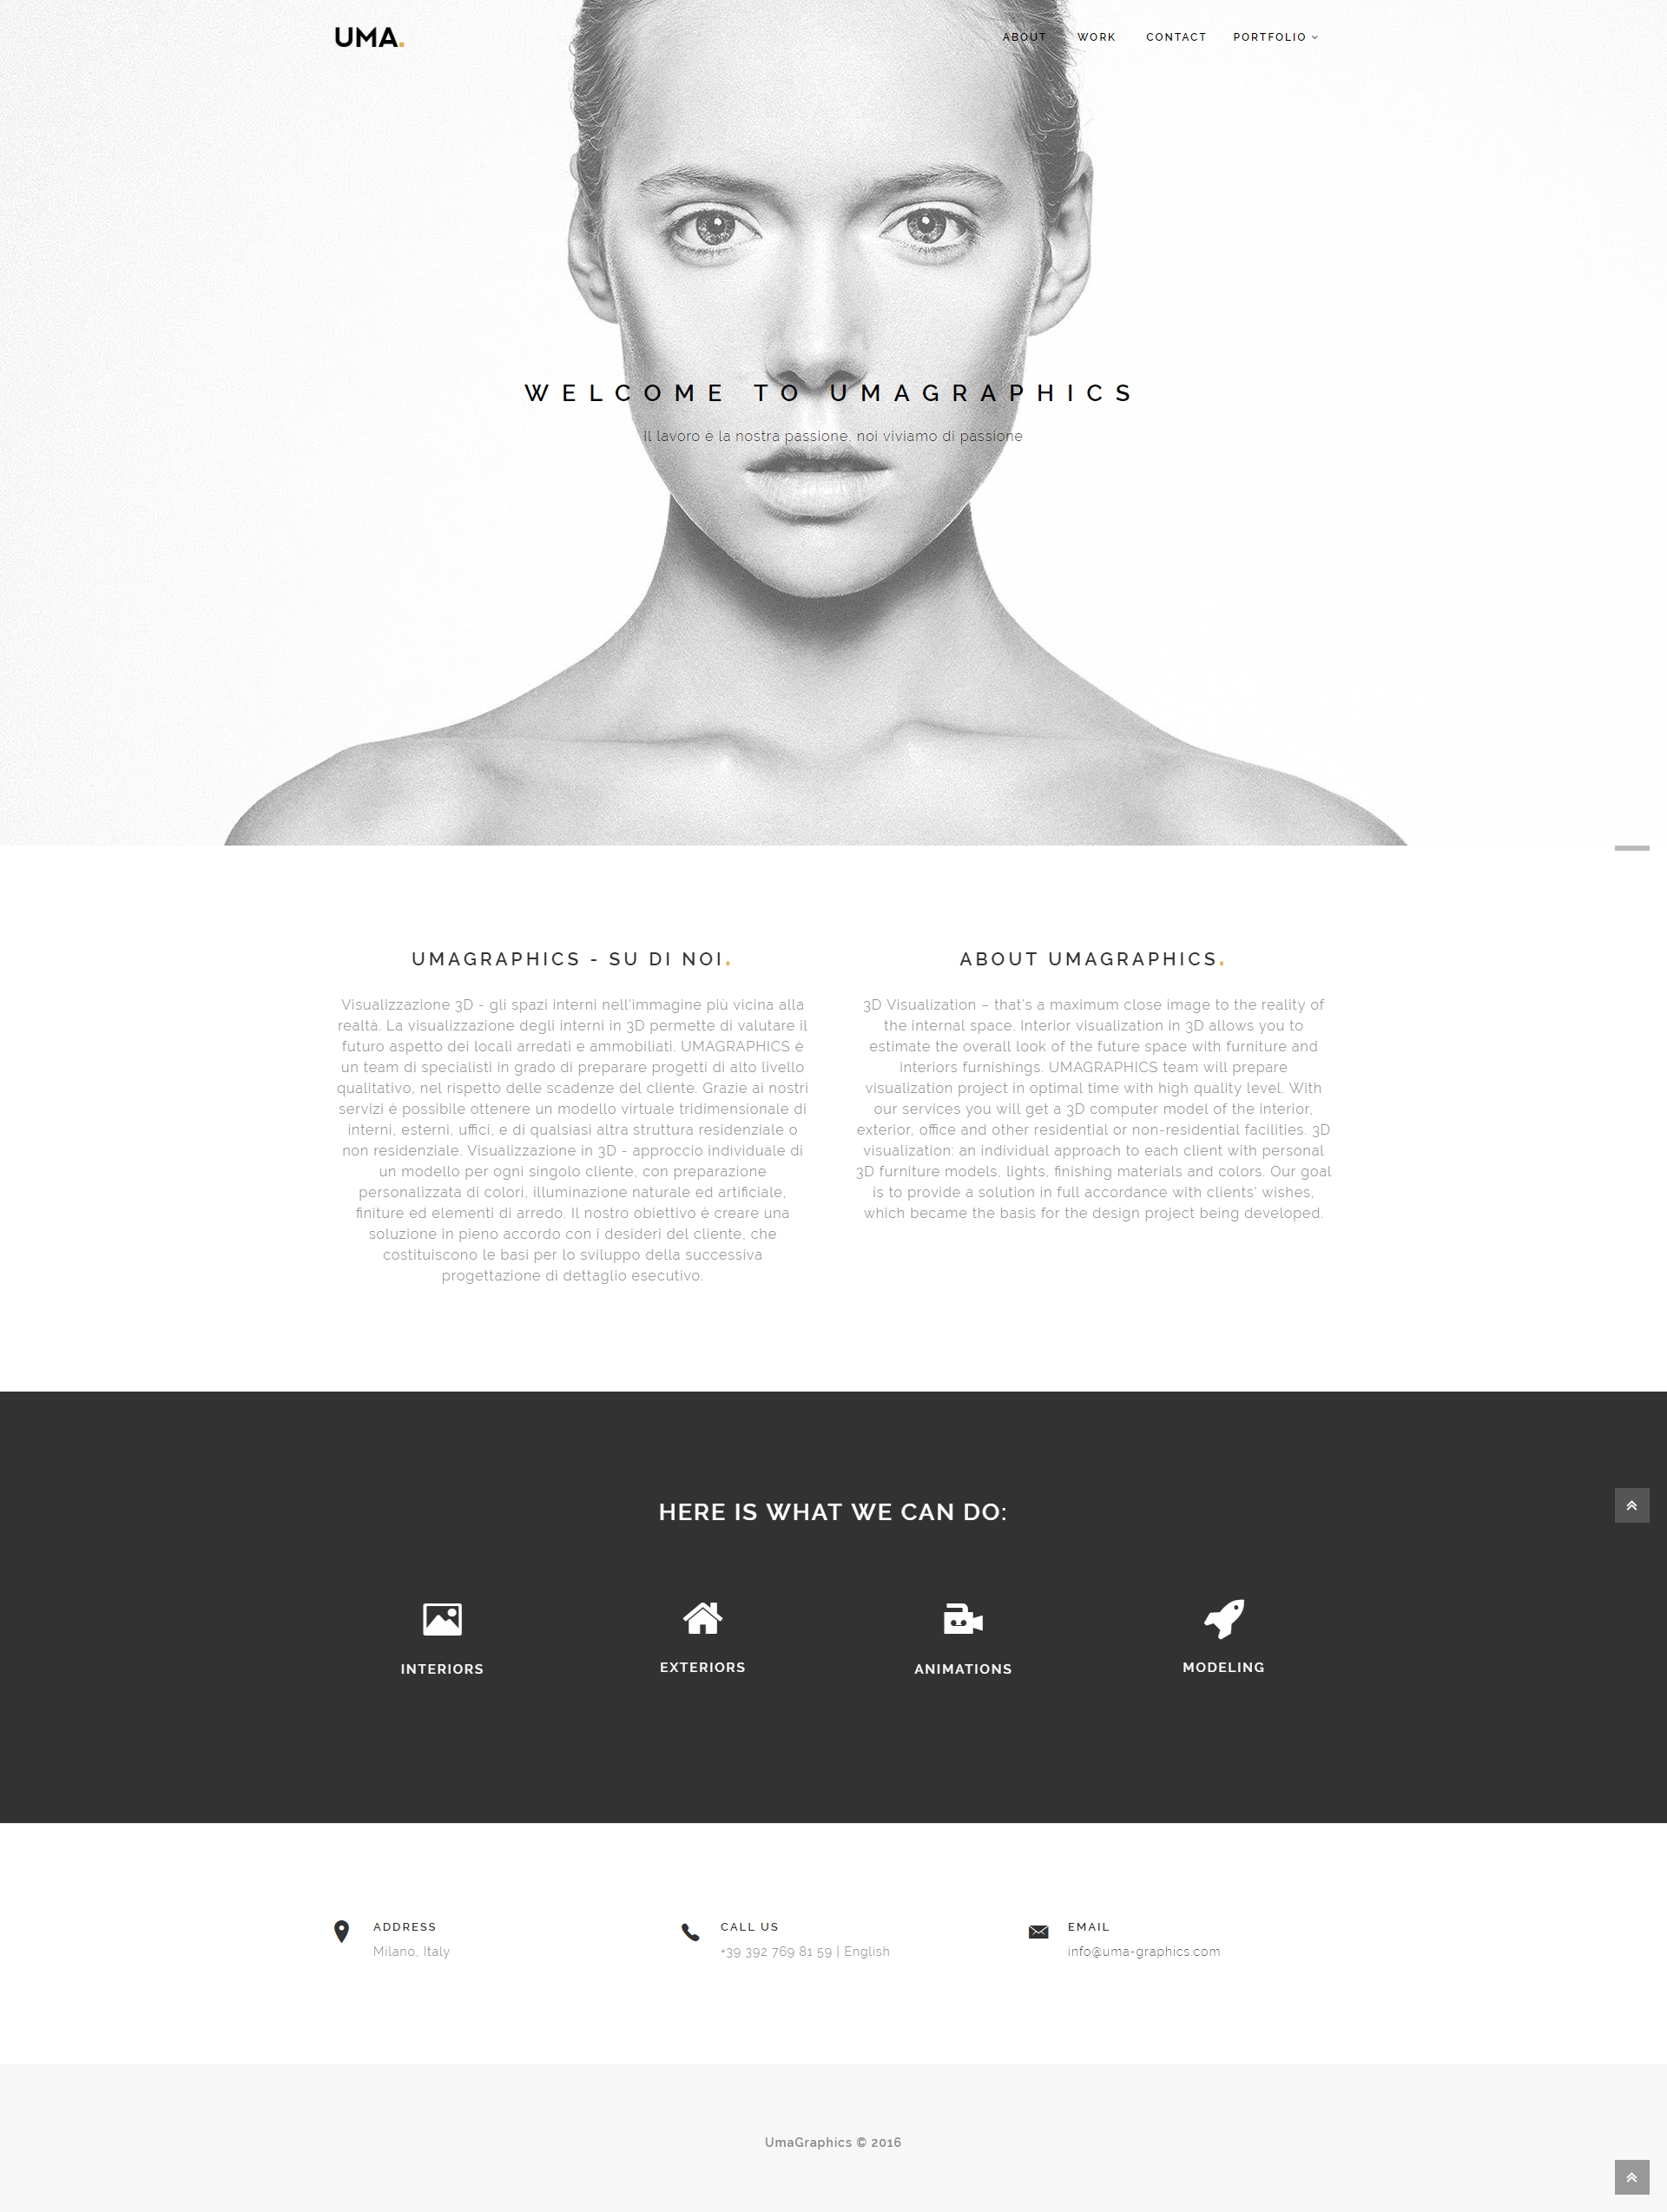 UMA.
ABOUT WORK CONTACT PORTFOLIO
WELCOME TO UMAGRAPHICS
Il lavoro è la nostra passione, noi viviamo di passione
UMAGRAPHICS - SU DI NOI.
Visualizzazione 3D - gli spazi interni nell'immagine più vicina alla
realtà. La visualizzazione degli interni in 3D permette di valutare il
futuro aspetto dei locali arredati e ammobiliati. UMAGRAPHICS è
un team di specialisti in grado di preparare progetti di alto livello
qualitativo, nel rispetto delle scadenze del cliente. Grazie ai nostri
servizi è possibile ottenere un modello virtuale tridimensionale di
interni, esterni, uffici, e di qualsiasi altra struttura residenziale o
non residenziale. Visualizzazione in 3D - approccio individuale di
un modello per ogni singolo cliente, con preparazione
personalizzata di colori, illuminazione naturale ed artificiale,
finiture ed elementi di arredo. Il nostro obiettivo è creare una
soluzione in pieno accordo con i desideri del cliente, che
costituiscono le basi per lo sviluppo della successiva
progettazione di dettaglio esecutivo.
ABOUT UMAGRAPHICS.
3D Visualization – that's a maximum close image to the reality of
the internal space. Interior visualization in 3D allows you to
estimate the overall look of the future space with furniture and
interiors furnishings. UMAGRAPHICS team will prepare
visualization project in optimal time with high quality level. With
our services you will get a 3D computer model of the interior,
exterior, office and other residential or non-residential facilities. 3D
visualization: an individual approach to each client with personal
3D furniture models, lights, finishing materials and colors. Our goal
is to provide a solution in full accordance with clients' wishes,
which became the basis for the design project being developed.
HERE IS WHAT WE CAN DO:
INTERIORS
EXTERIORS
ANIMATIONS
MODELING
ADDRESS
Milano, Italy
CALL US
+39 392 769 81 59 | English
EMAIL
info@uma-graphics.com
UmaGraphics © 2016